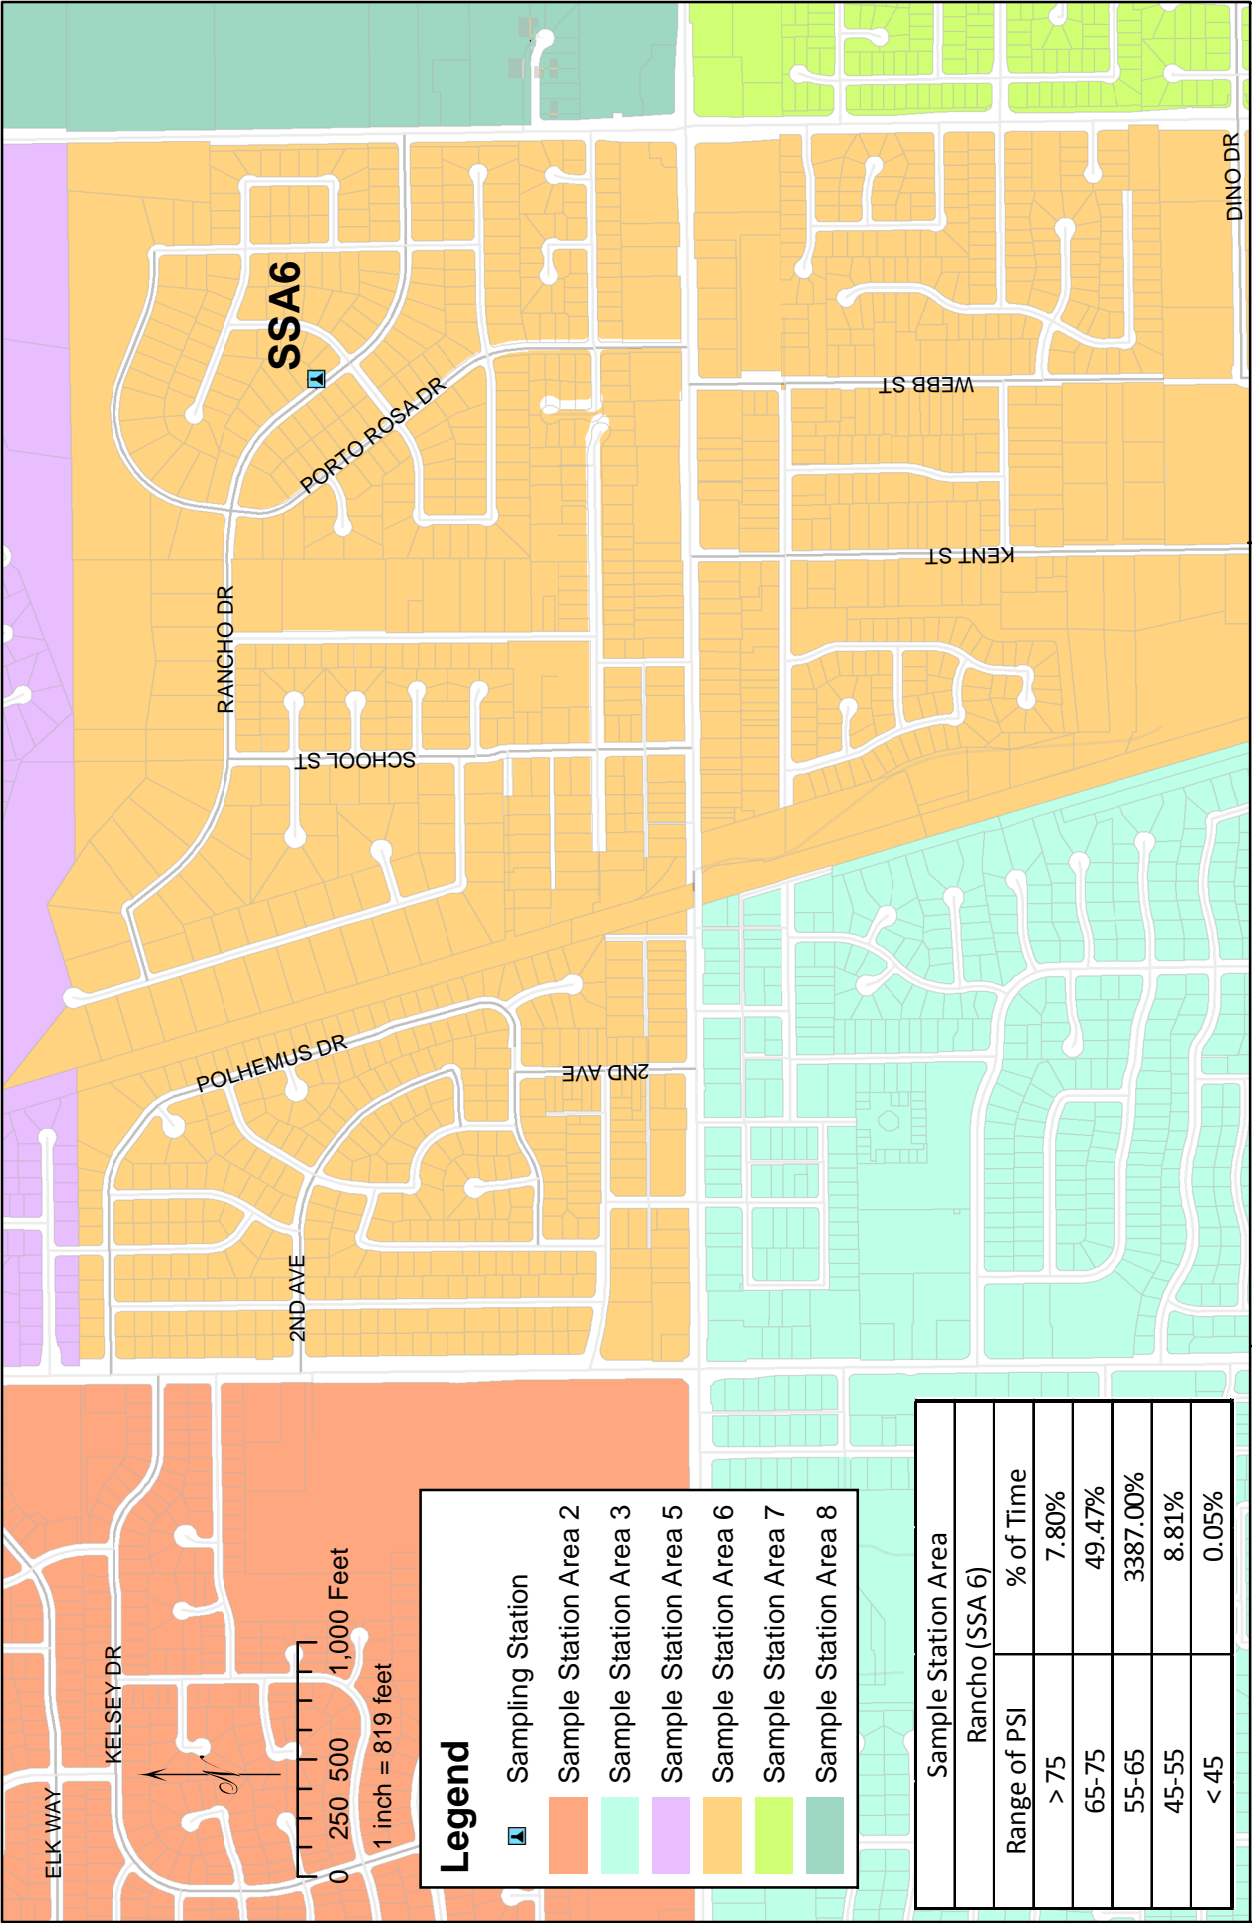 ELK WAY
KELSEY DR
N
0 250 500 1,000 Feet
1 inch = 819 feet
POLHEMUS DR
2ND AVE
2ND AVE
RANCHO DR
SCHOOL ST
PORTO ROSA DR
SSA6
KENT ST
WEBB ST
DINO DR
Legend
Sampling Station
Sample Station Area 2
Sample Station Area 3
Sample Station Area 5
Sample Station Area 6
Sample Station Area 7
Sample Station Area 8
Sample Station Area
Rancho (SSA 6)
Range of PSI % of Time
> 75 7.80%
65-75 49.47%
55-65 3387.00%
45-55 8.81%
< 45 0.05%